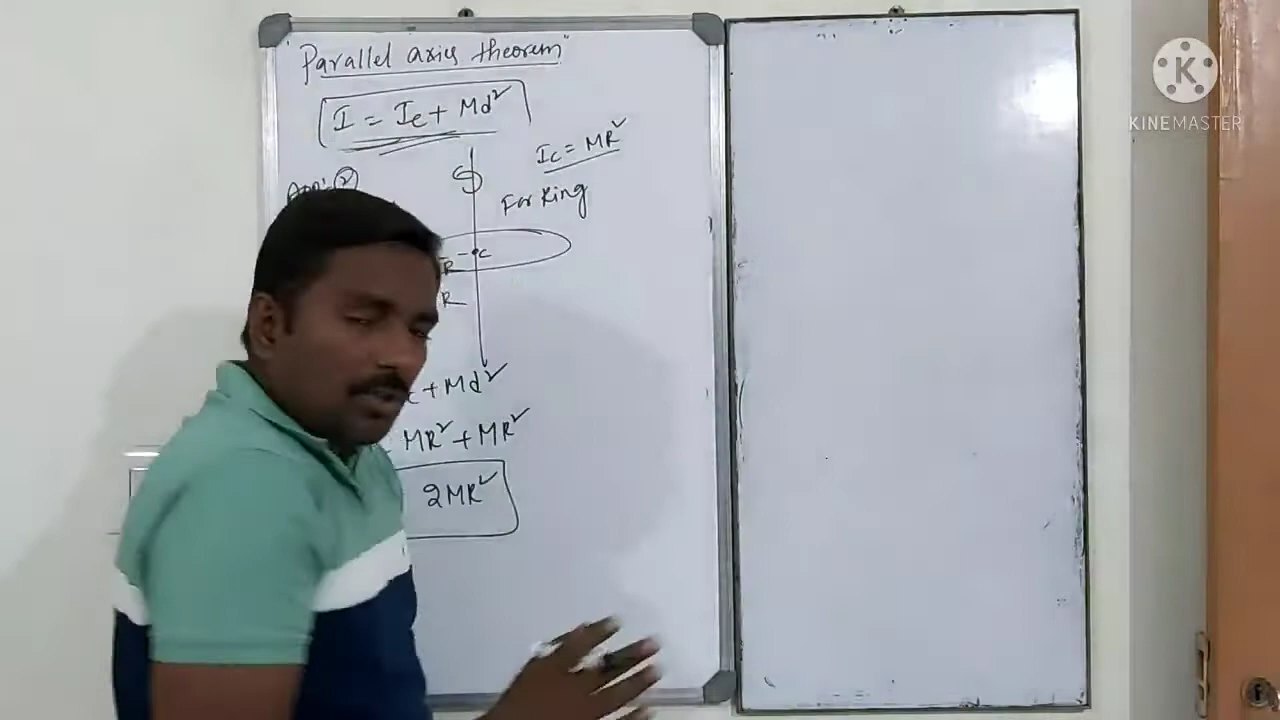 "Parallel axis theorem"
I = Ic + Md²
Ic = MR²
For Ring
C
R
R
+ Md²
MR² + MR²
2MR²
K
KINEMASTER